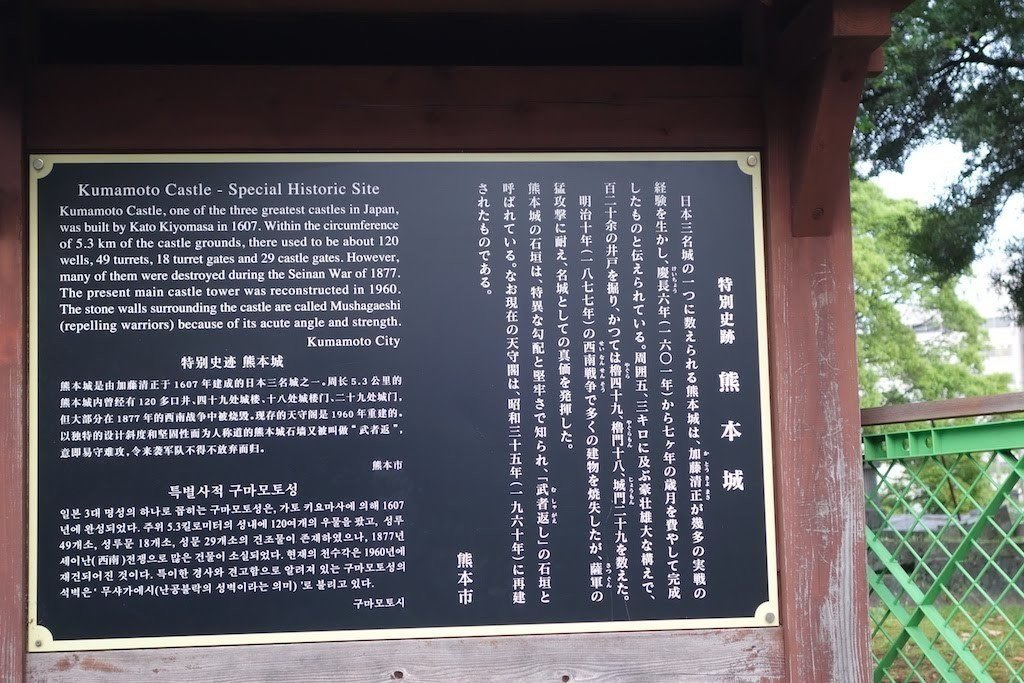 Kumamoto Castle - Special Historic Site
Kumamoto Castle, one of the three greatest castles in Japan,
was built by Kato Kiyomasa in 1607. Within the circumference
of 5.3 km of the castle grounds, there used to be about 120
wells, 49 turrets, 18 turret gates and 29 castle gates. However,
many of them were destroyed during the Seinan War of 1877.
The present main castle tower was reconstructed in 1960.
The stone walls surrounding the castle are called Mushagaeshi
(repelling warriors) because of its acute angle and strength.
Kumamoto City
特别史迹 熊本城
熊本城是由加藤清正于 1607 年建成的日本三名城之一。周长 5.3 公里的
熊本城内曾经有 120 多口井、四十九处城楼、十八处城楼门、二十九处城门,
但大部分在 1877 年的西南战争中被烧毁。现存的天守阁是 1960 年重建的。
以独特的设计斜度和坚固性而为人称道的熊本城石墙又被叫做“武者返”,
意即易守难攻,令来袭军队不得不放弃而归。
熊本市
특별사적 구마모토성
일본 3대 명성의 하나로 꼽히는 구마모토성은, 가토 키요마사에 의해 1607
년에 완성되었다. 주위 5.3킬로미터의 성내에 120여개의 우물을 팠고, 성루
49개소, 성루문 18개소, 성문 29개소의 건조물이 존재하였으나, 1877년
세이난(西南)전쟁으로 많은 건물이 소실되었다. 현재의 천수각은 1960년에
재건되어진 것이다. 특이한 경사와 견고함으로 알려져 있는 구마모토성의
석벽은 ‘무사가에시(난공불락의 성벽이라는 의미)’로 불리고 있다.
구마모토시
特別史跡 熊本城
日本三名城の一つに数えられる熊本城は、加藤清正が幾多の実戦の
経験を生かし、慶長六年(一六〇一年)から七ヶ年の歳月を費やして完成
したものと伝えられている。周囲五、三キロに及ぶ豪壮雄大な構えで、
百二十余の井戸を掘り、かつては櫓四十九、櫓門十八、城門二十九を数えた。
明治十年(一八七七年)の西南戦争で多くの建物を焼失したが、薩軍の
猛攻撃に耐え、名城としての真価を発揮した。
熊本城の石垣は、特異な勾配と堅牢さで知られ、「武者返し」の石垣と
呼ばれている。なお現在の天守閣は、昭和三十五年(一九六十年)に再建
されたものである。
熊本市